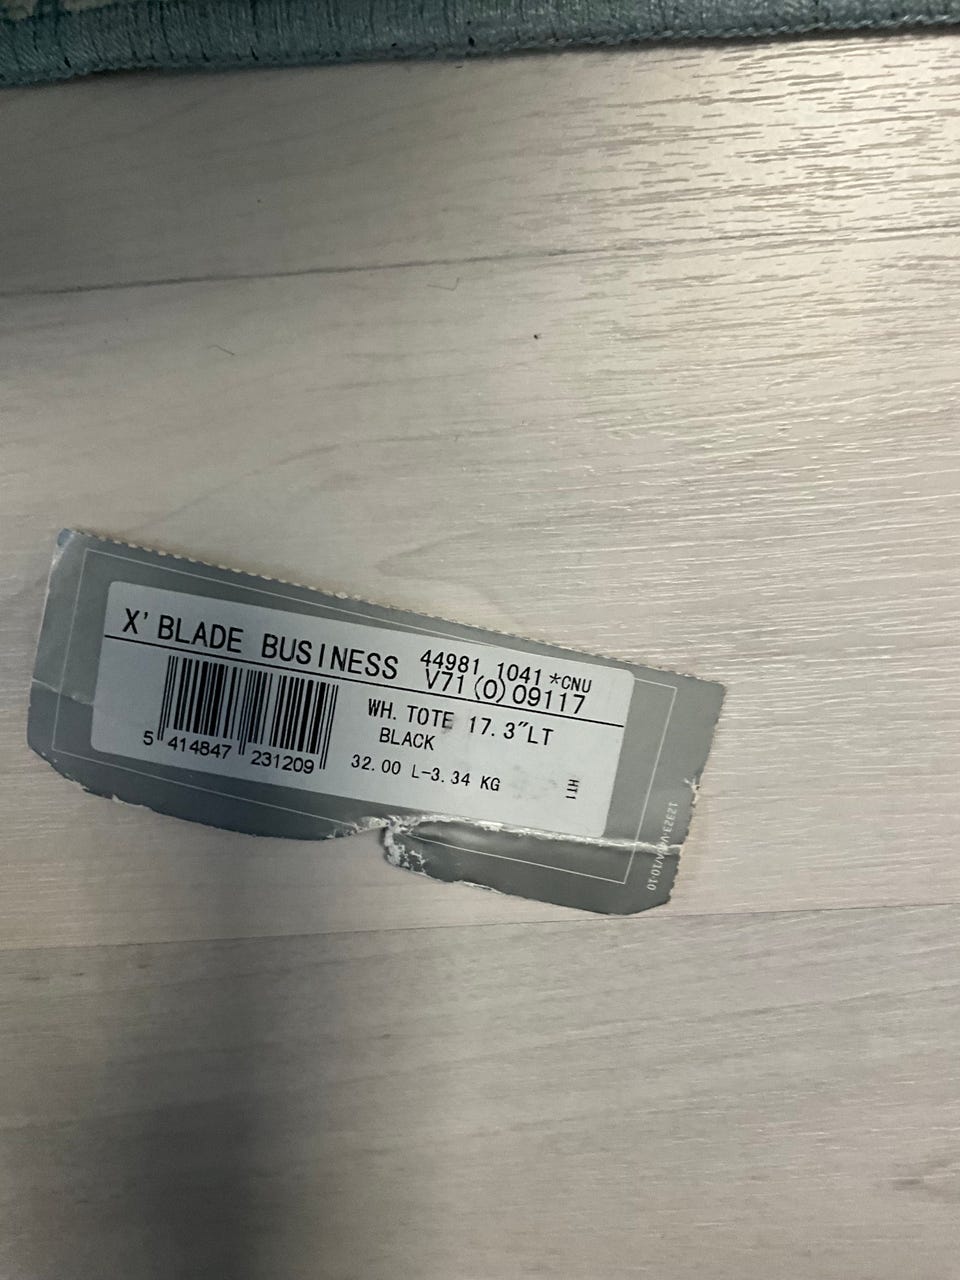 X'BLADE BUSINESS
44981 1041 *CNU
V71(0)09117
WH. TOTE 17.3"LT
BLACK
32.00 L-3.34 KG
5 414847 231209